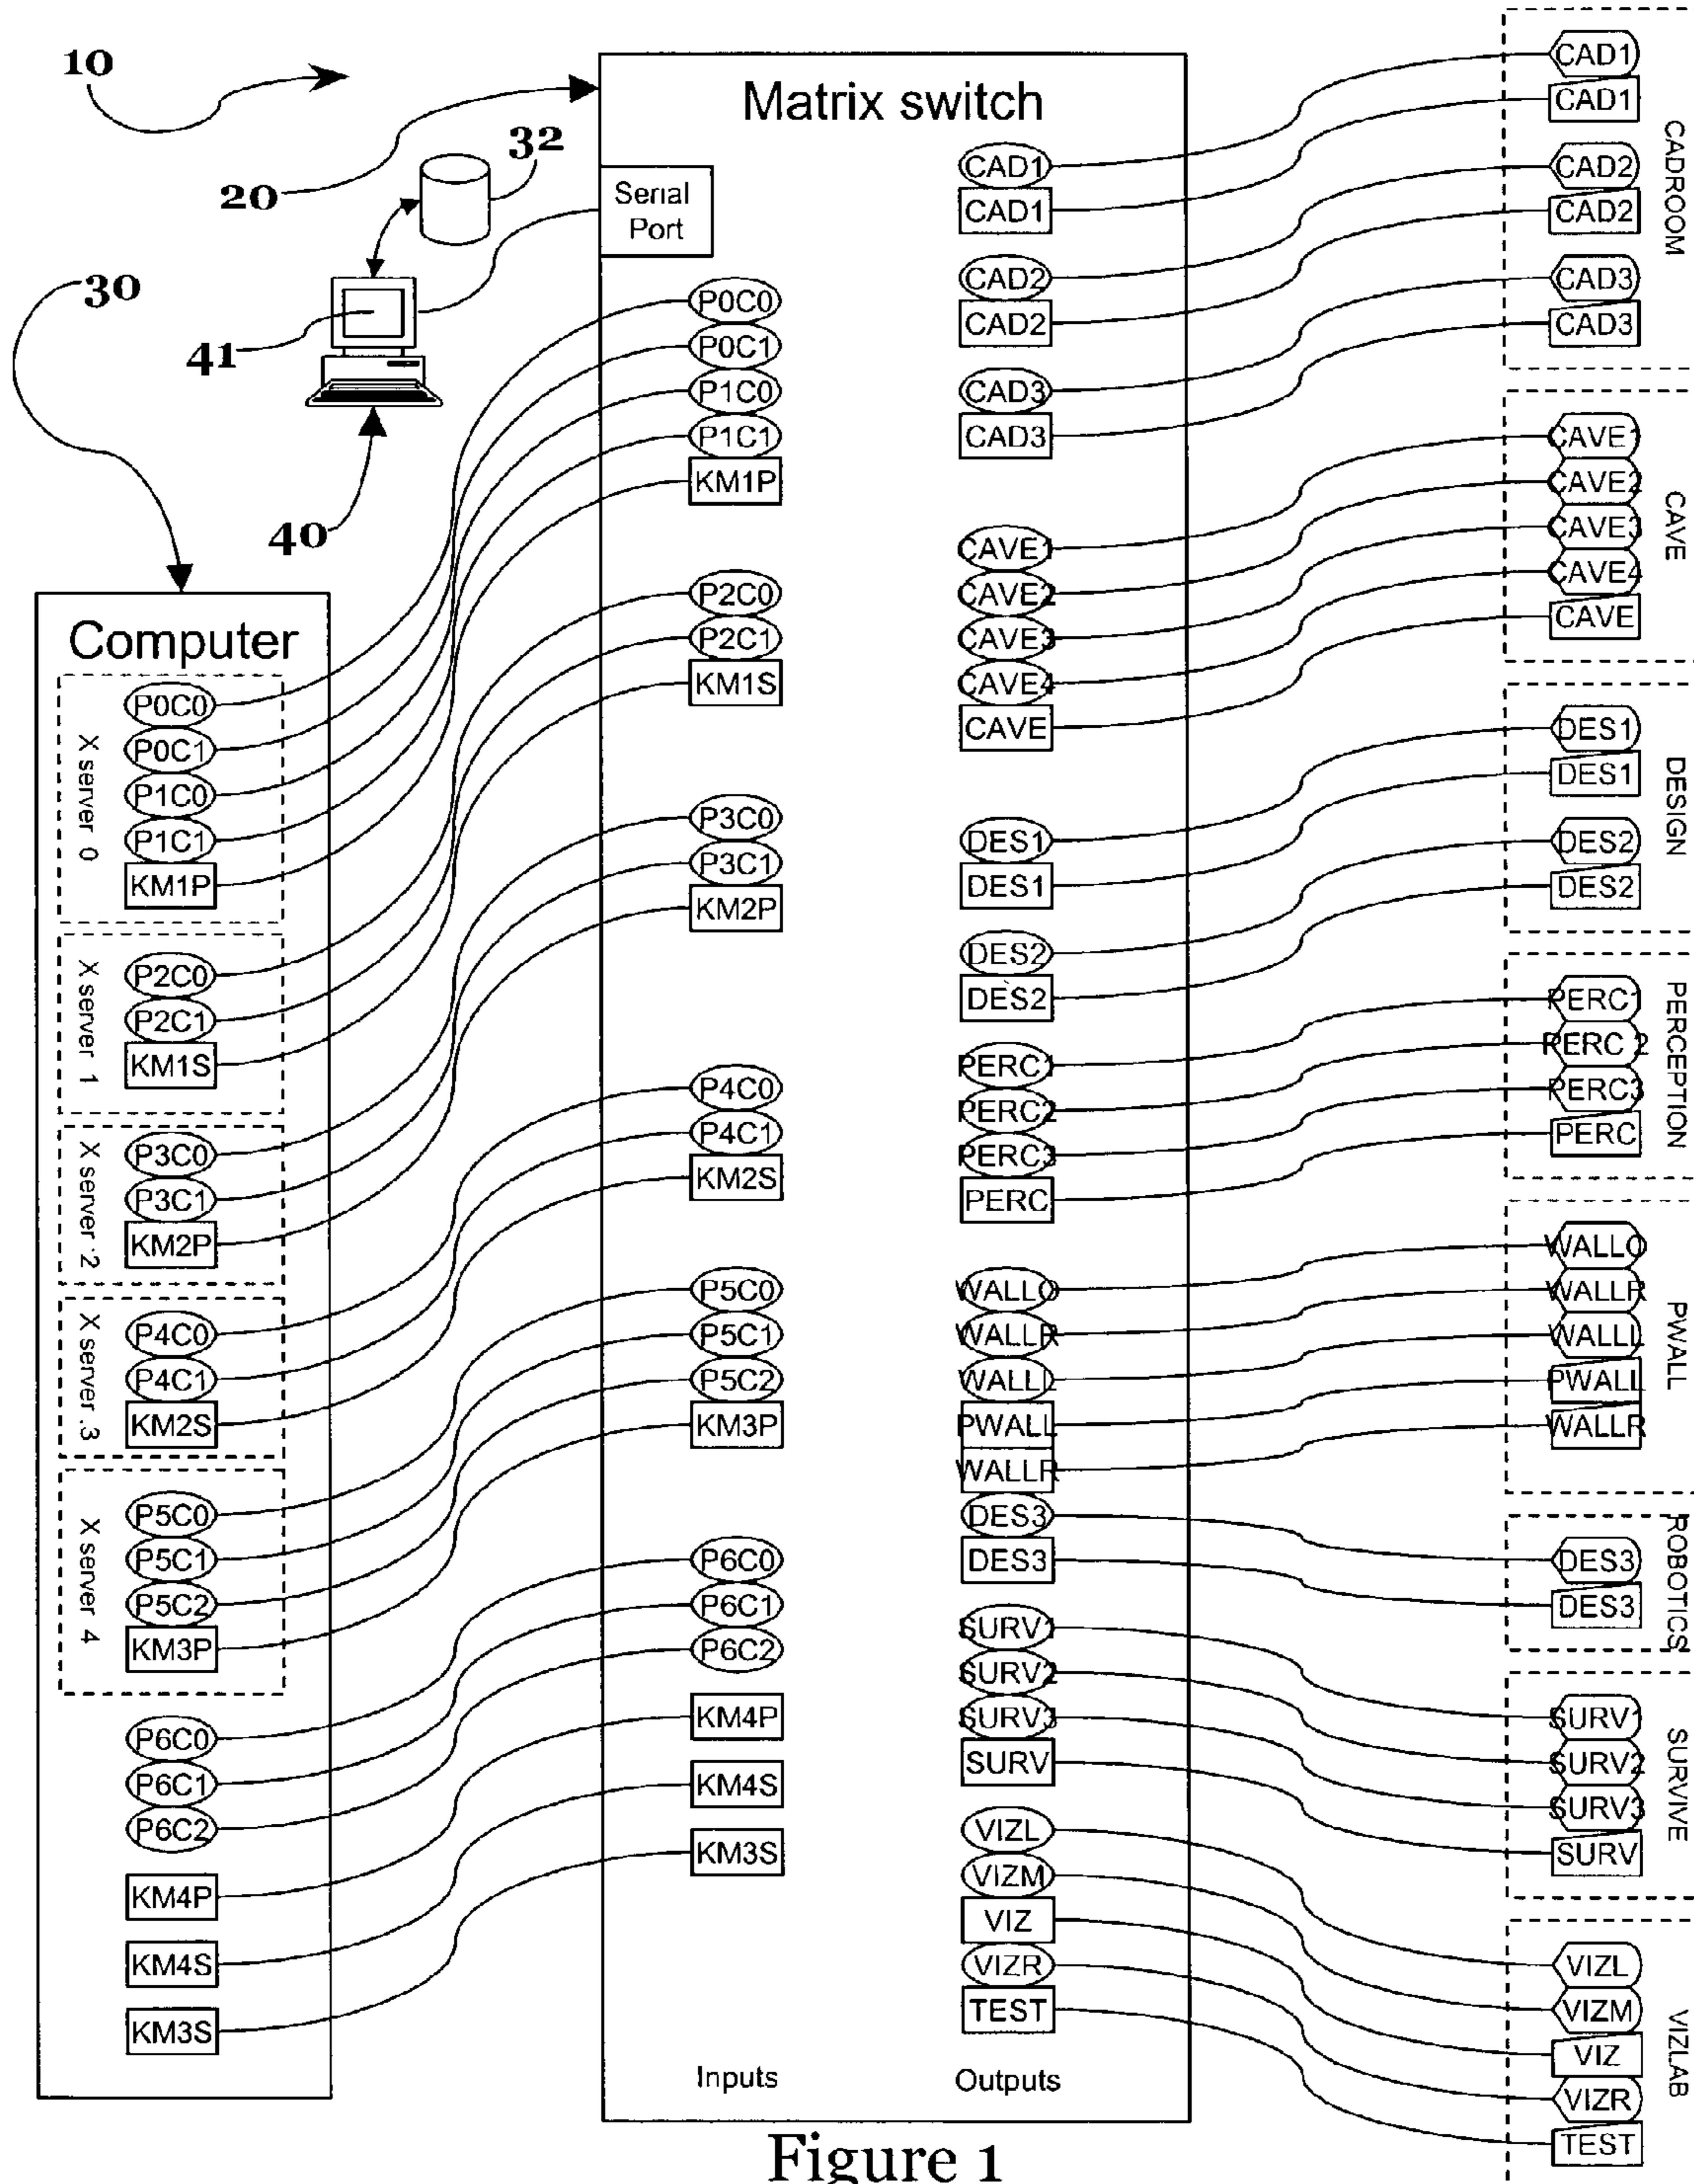 10
20
32
30
41
40
Computer
X server 0
P0C0
P0C1
P1C0
P1C1
KM1P
X server 1
P2C0
P2C1
KM1S
X server .2
P3C0
P3C1
KM2P
X server .3
P4C0
P4C1
KM2S
X server 4
P5C0
P5C1
P5C2
KM3P
P6C0
P6C1
P6C2
KM4P
KM4S
KM3S
Matrix switch
Serial
Port
P0C0
P0C1
P1C0
P1C1
KM1P
P2C0
P2C1
KM1S
P3C0
P3C1
KM2P
P4C0
P4C1
KM2S
P5C0
P5C1
P5C2
KM3P
P6C0
P6C1
P6C2
KM4P
KM4S
KM3S
Inputs
CAD1
CAD1
CAD2
CAD2
CAD3
CAD3
CAVE1
CAVE2
CAVE3
CAVE4
CAVE
DES1
DES1
DES2
DES2
PERC1
PERC2
PERC3
PERC
WALLO
WALLR
WALLL
PWALL
WALLR
DES3
DES3
SURV1
SURV2
SURV3
SURV
VIZL
VIZM
VIZ
VIZR
TEST
Outputs
CAD1
CAD1
CAD2
CAD2
CAD3
CAD3
CADROOM
CAVE1
CAVE2
CAVE3
CAVE4
CAVE
CAVE
DES1
DES1
DES2
DES2
DESIGN
PERC1
PERC 2
PERC3
PERC
PERCEPTION
WALLO
WALLR
WALLL
PWALL
WALLR
PWALL
DES3
DES3
ROBOTICS
SURV1
SURV2
SURV3
SURV
SURVIVE
VIZL
VIZM
VIZ
VIZR
TEST
VIZLAB
Figure 1